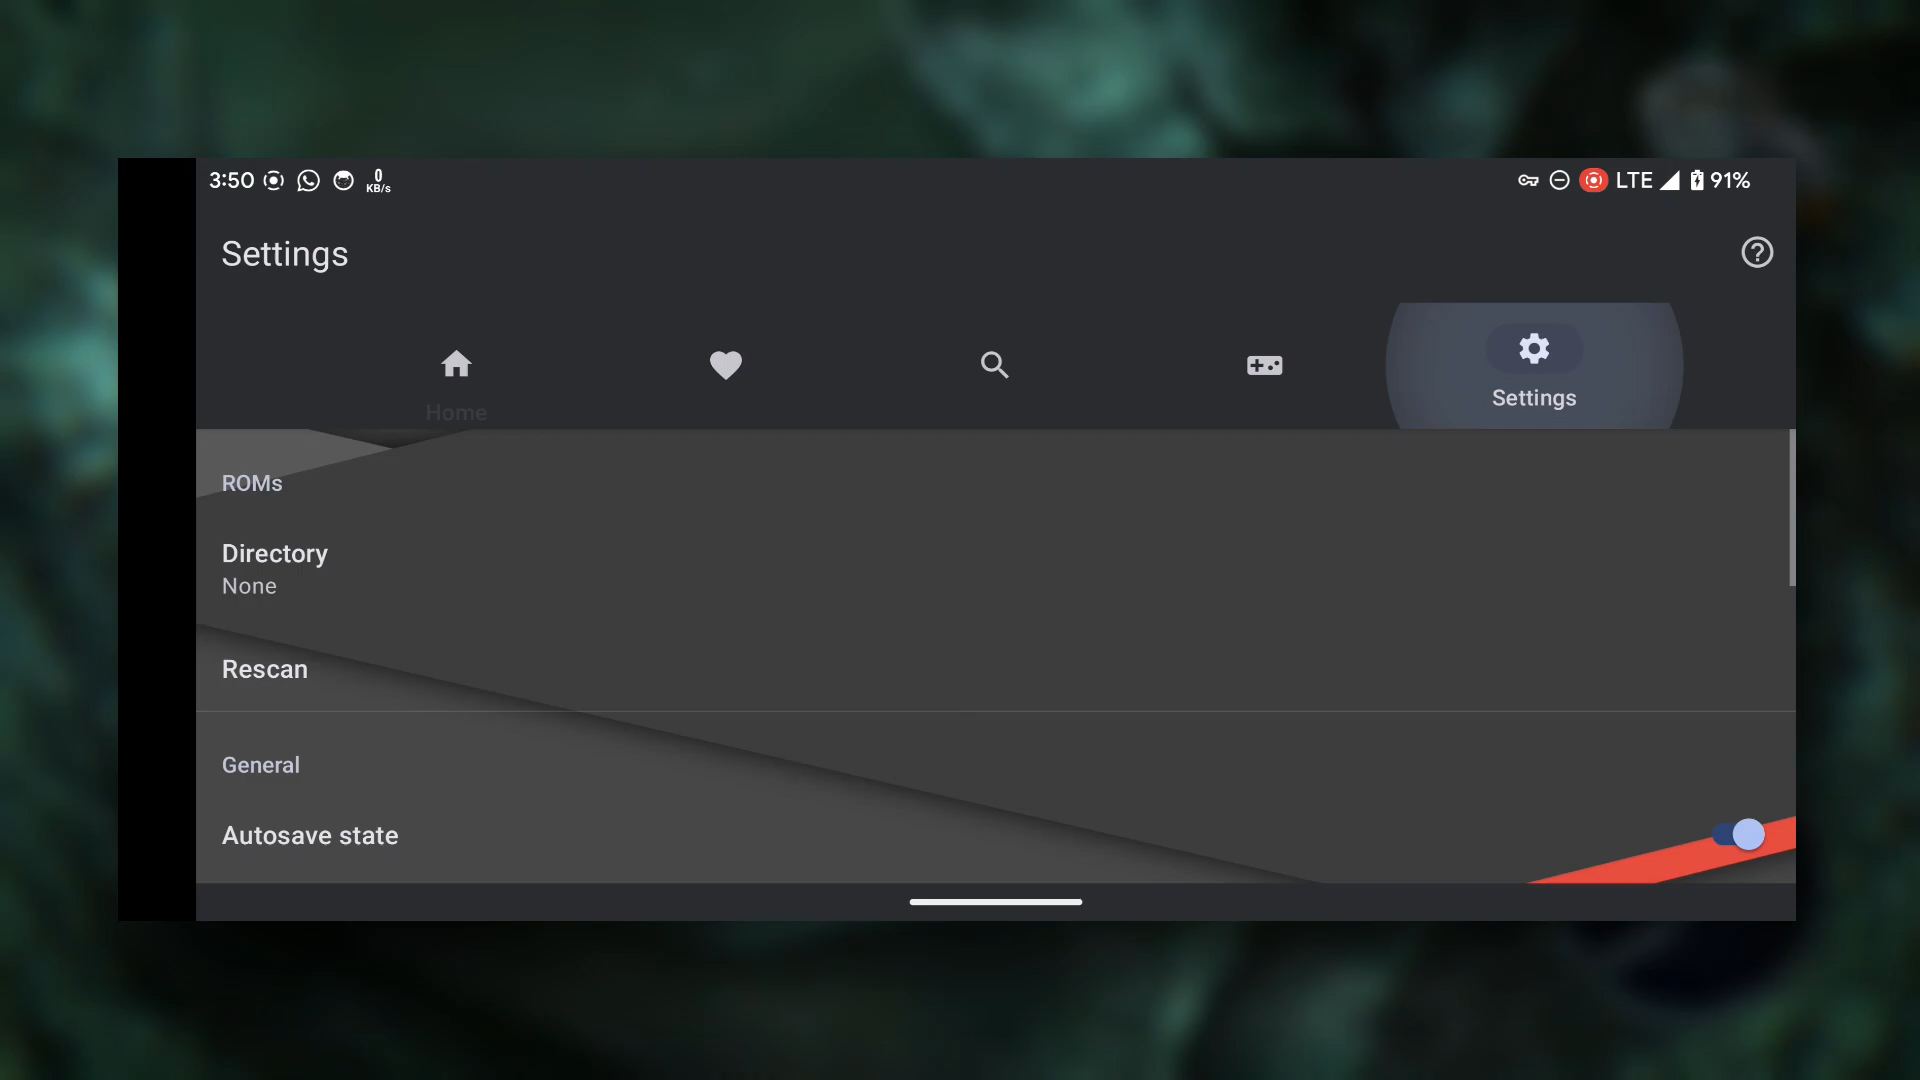 3:50 0 KB/s LTE 91%
Settings
Home
Settings
ROMs
Directory
None
Rescan
General
Autosave state